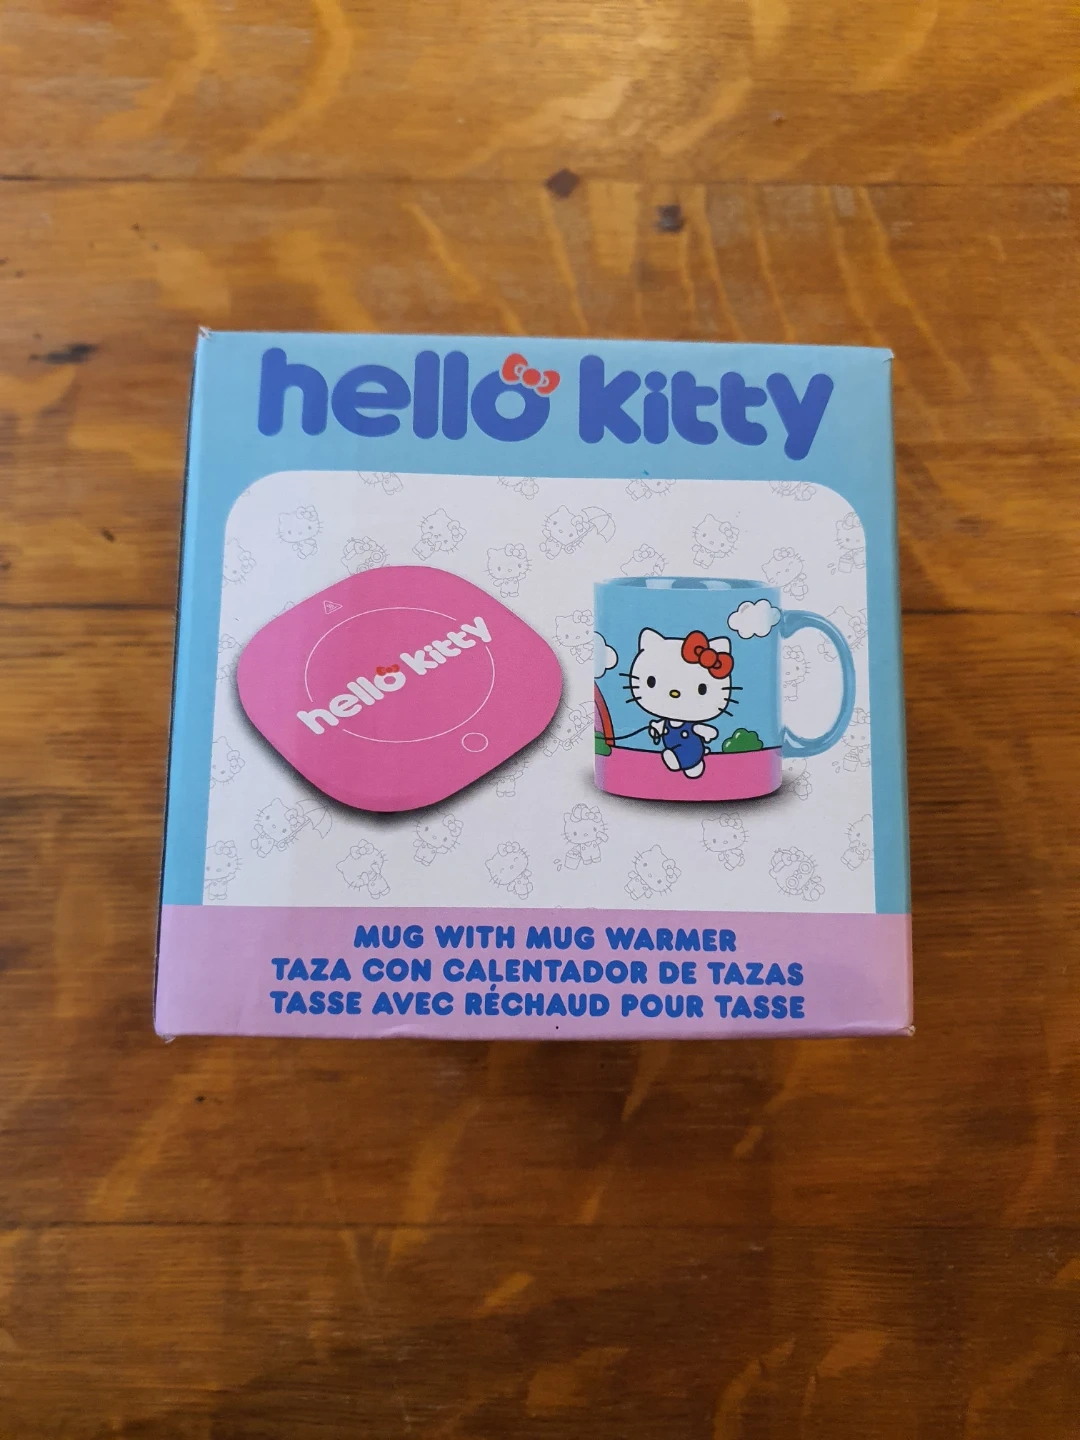 hello kitty
hello kitty
MUG WITH MUG WARMER
TAZA CON CALENTADOR DE TAZAS
TASSE AVEC RÉCHAUD POUR TASSE